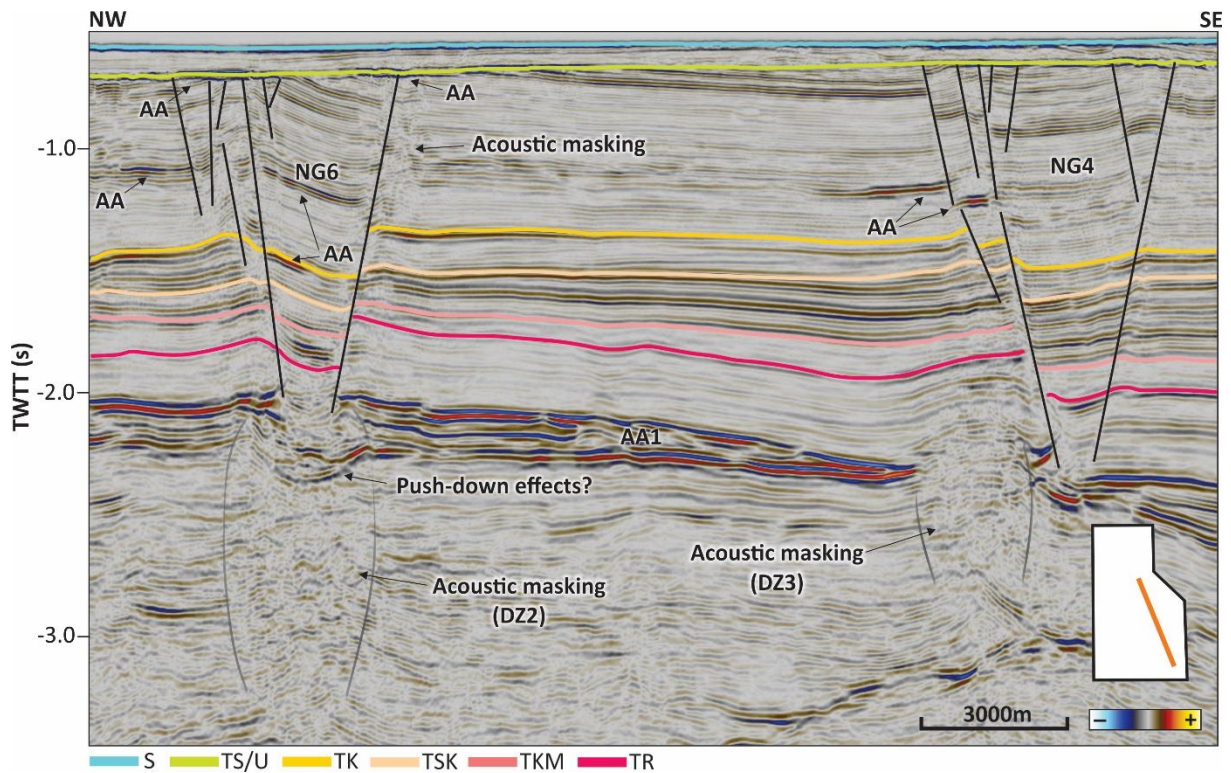 NW
SE
AA
AA
Acoustic masking
-1.0
NG6
NG4
AA
AA
AA
TWTT (s)
-2.0
AA1
Push-down effects?
Acoustic masking
(DZ3)
Acoustic masking
(DZ2)
-3.0
3000m
− +
S TS/U TK TSK TKM TR